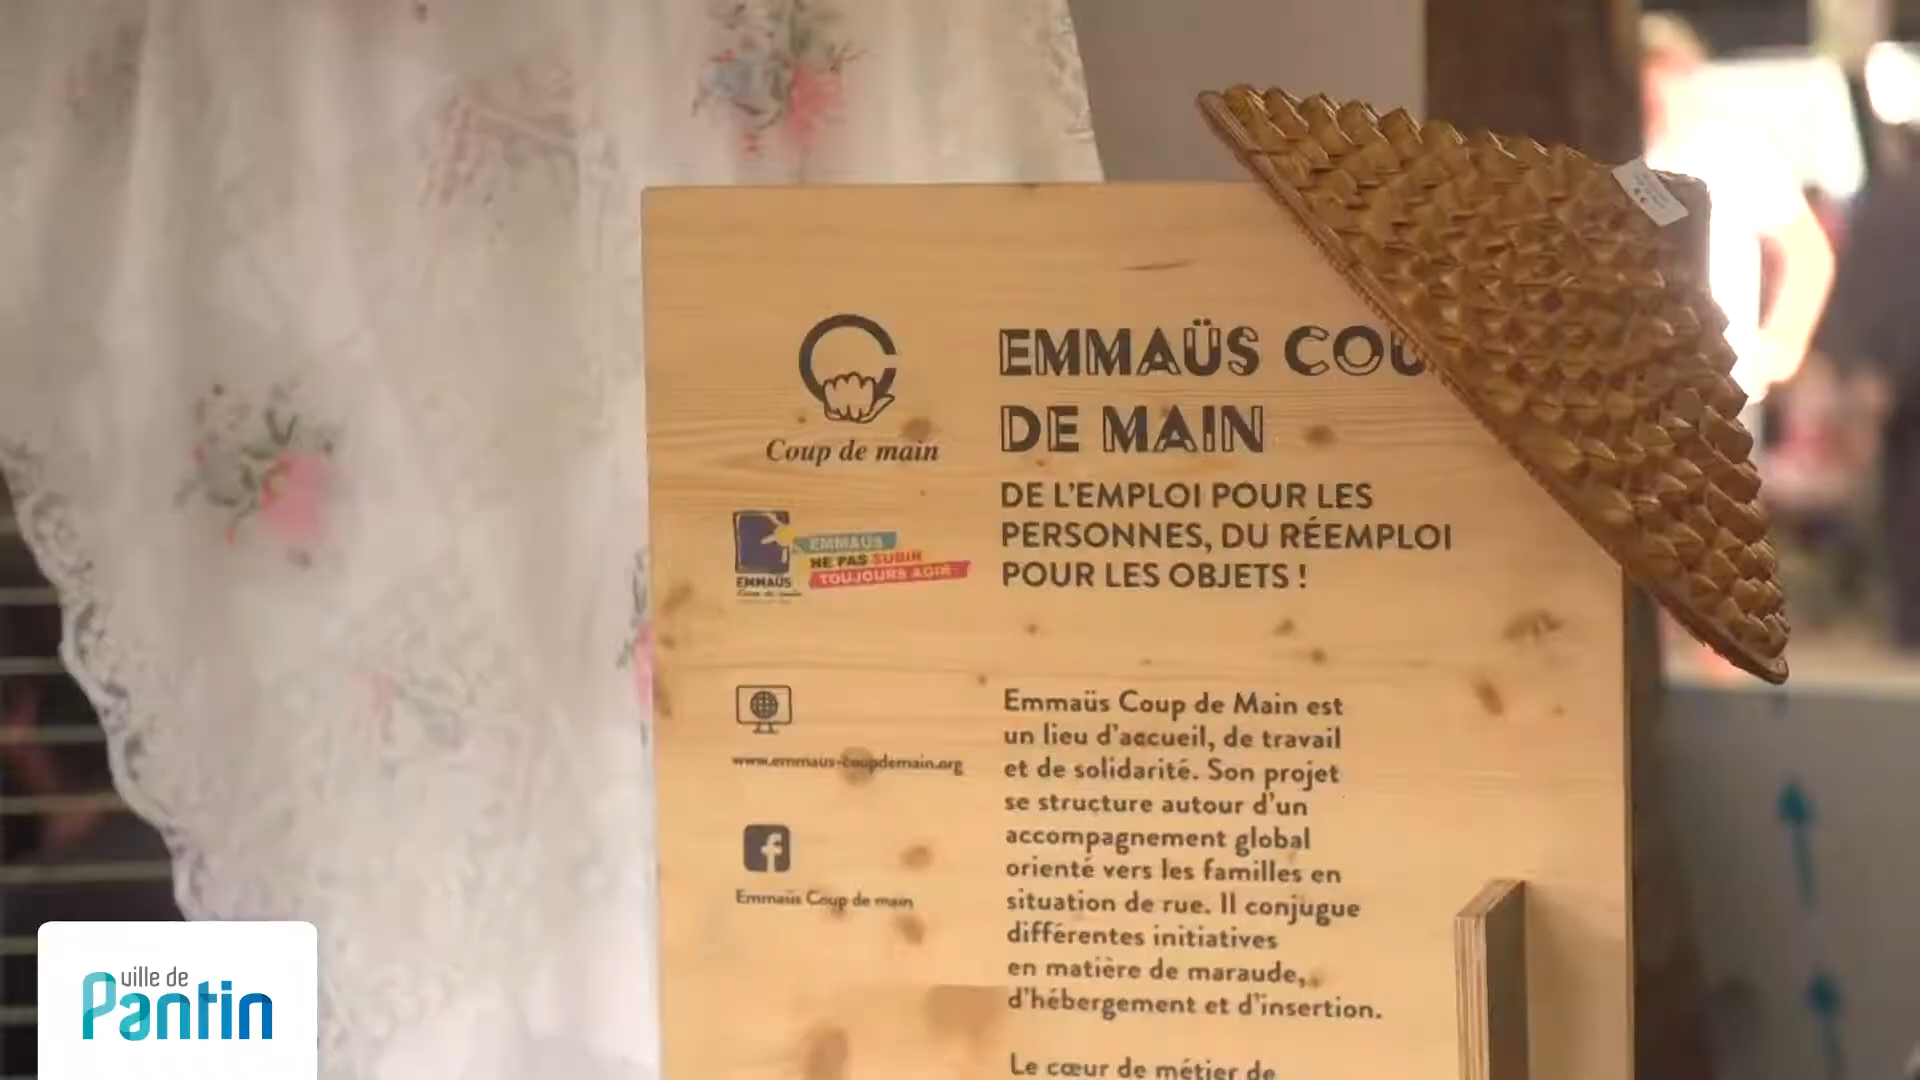 EMMAÜS COU
DE MAIN
DE L'EMPLOI POUR LES
PERSONNES, DU RÉEMPLOI
POUR LES OBJETS !
Coup de main
EMMAÜS
NE PAS SUBIR
TOUJOURS AGIR
EMMAÜS
Coup de main
www.emmaus-coupdemain.org
Emmaüs Coup de main
Emmaüs Coup de Main est
un lieu d'accueil, de travail
et de solidarité. Son projet
se structure autour d'un
accompagnement global
orienté vers les familles en
situation de rue. Il conjugue
différentes initiatives
en matière de maraude,
d'hébergement et d'insertion.
Le cœur de métier de
ville de
Pantin